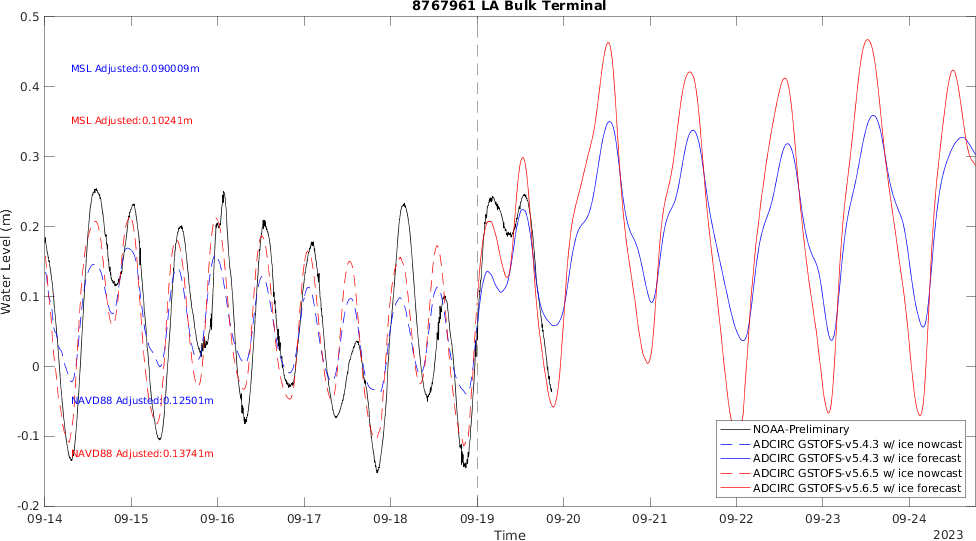 8767961 LA Bulk Terminal
0.5
0.4
0.3
0.2
0.1
0
-0.1
-0.2
Water Level (m)
MSL Adjusted:0.090009m
MSL Adjusted:0.10241m
NAVD88 Adjusted:0.12501m
NAVD88 Adjusted:0.13741m
NOAA-Preliminary
ADCIRC GSTOFS-v5.4.3 w/ ice nowcast
ADCIRC GSTOFS-v5.4.3 w/ ice forecast
ADCIRC GSTOFS-v5.6.5 w/ ice nowcast
ADCIRC GSTOFS-v5.6.5 w/ ice forecast
09-14 09-15 09-16 09-17 09-18 09-19 09-20 09-21 09-22 09-23 09-24
Time
2023